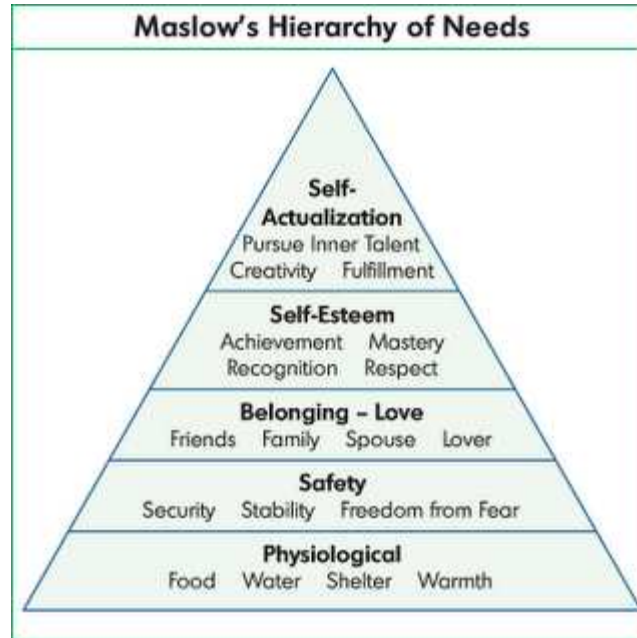 Maslow's Hierarchy of Needs
Self-
Actualization
Pursue Inner Talent
Creativity Fulfillment
Self-Esteem
Achievement Mastery
Recognition Respect
Belonging – Love
Friends Family Spouse Lover
Safety
Security Stability Freedom from Fear
Physiological
Food Water Shelter Warmth